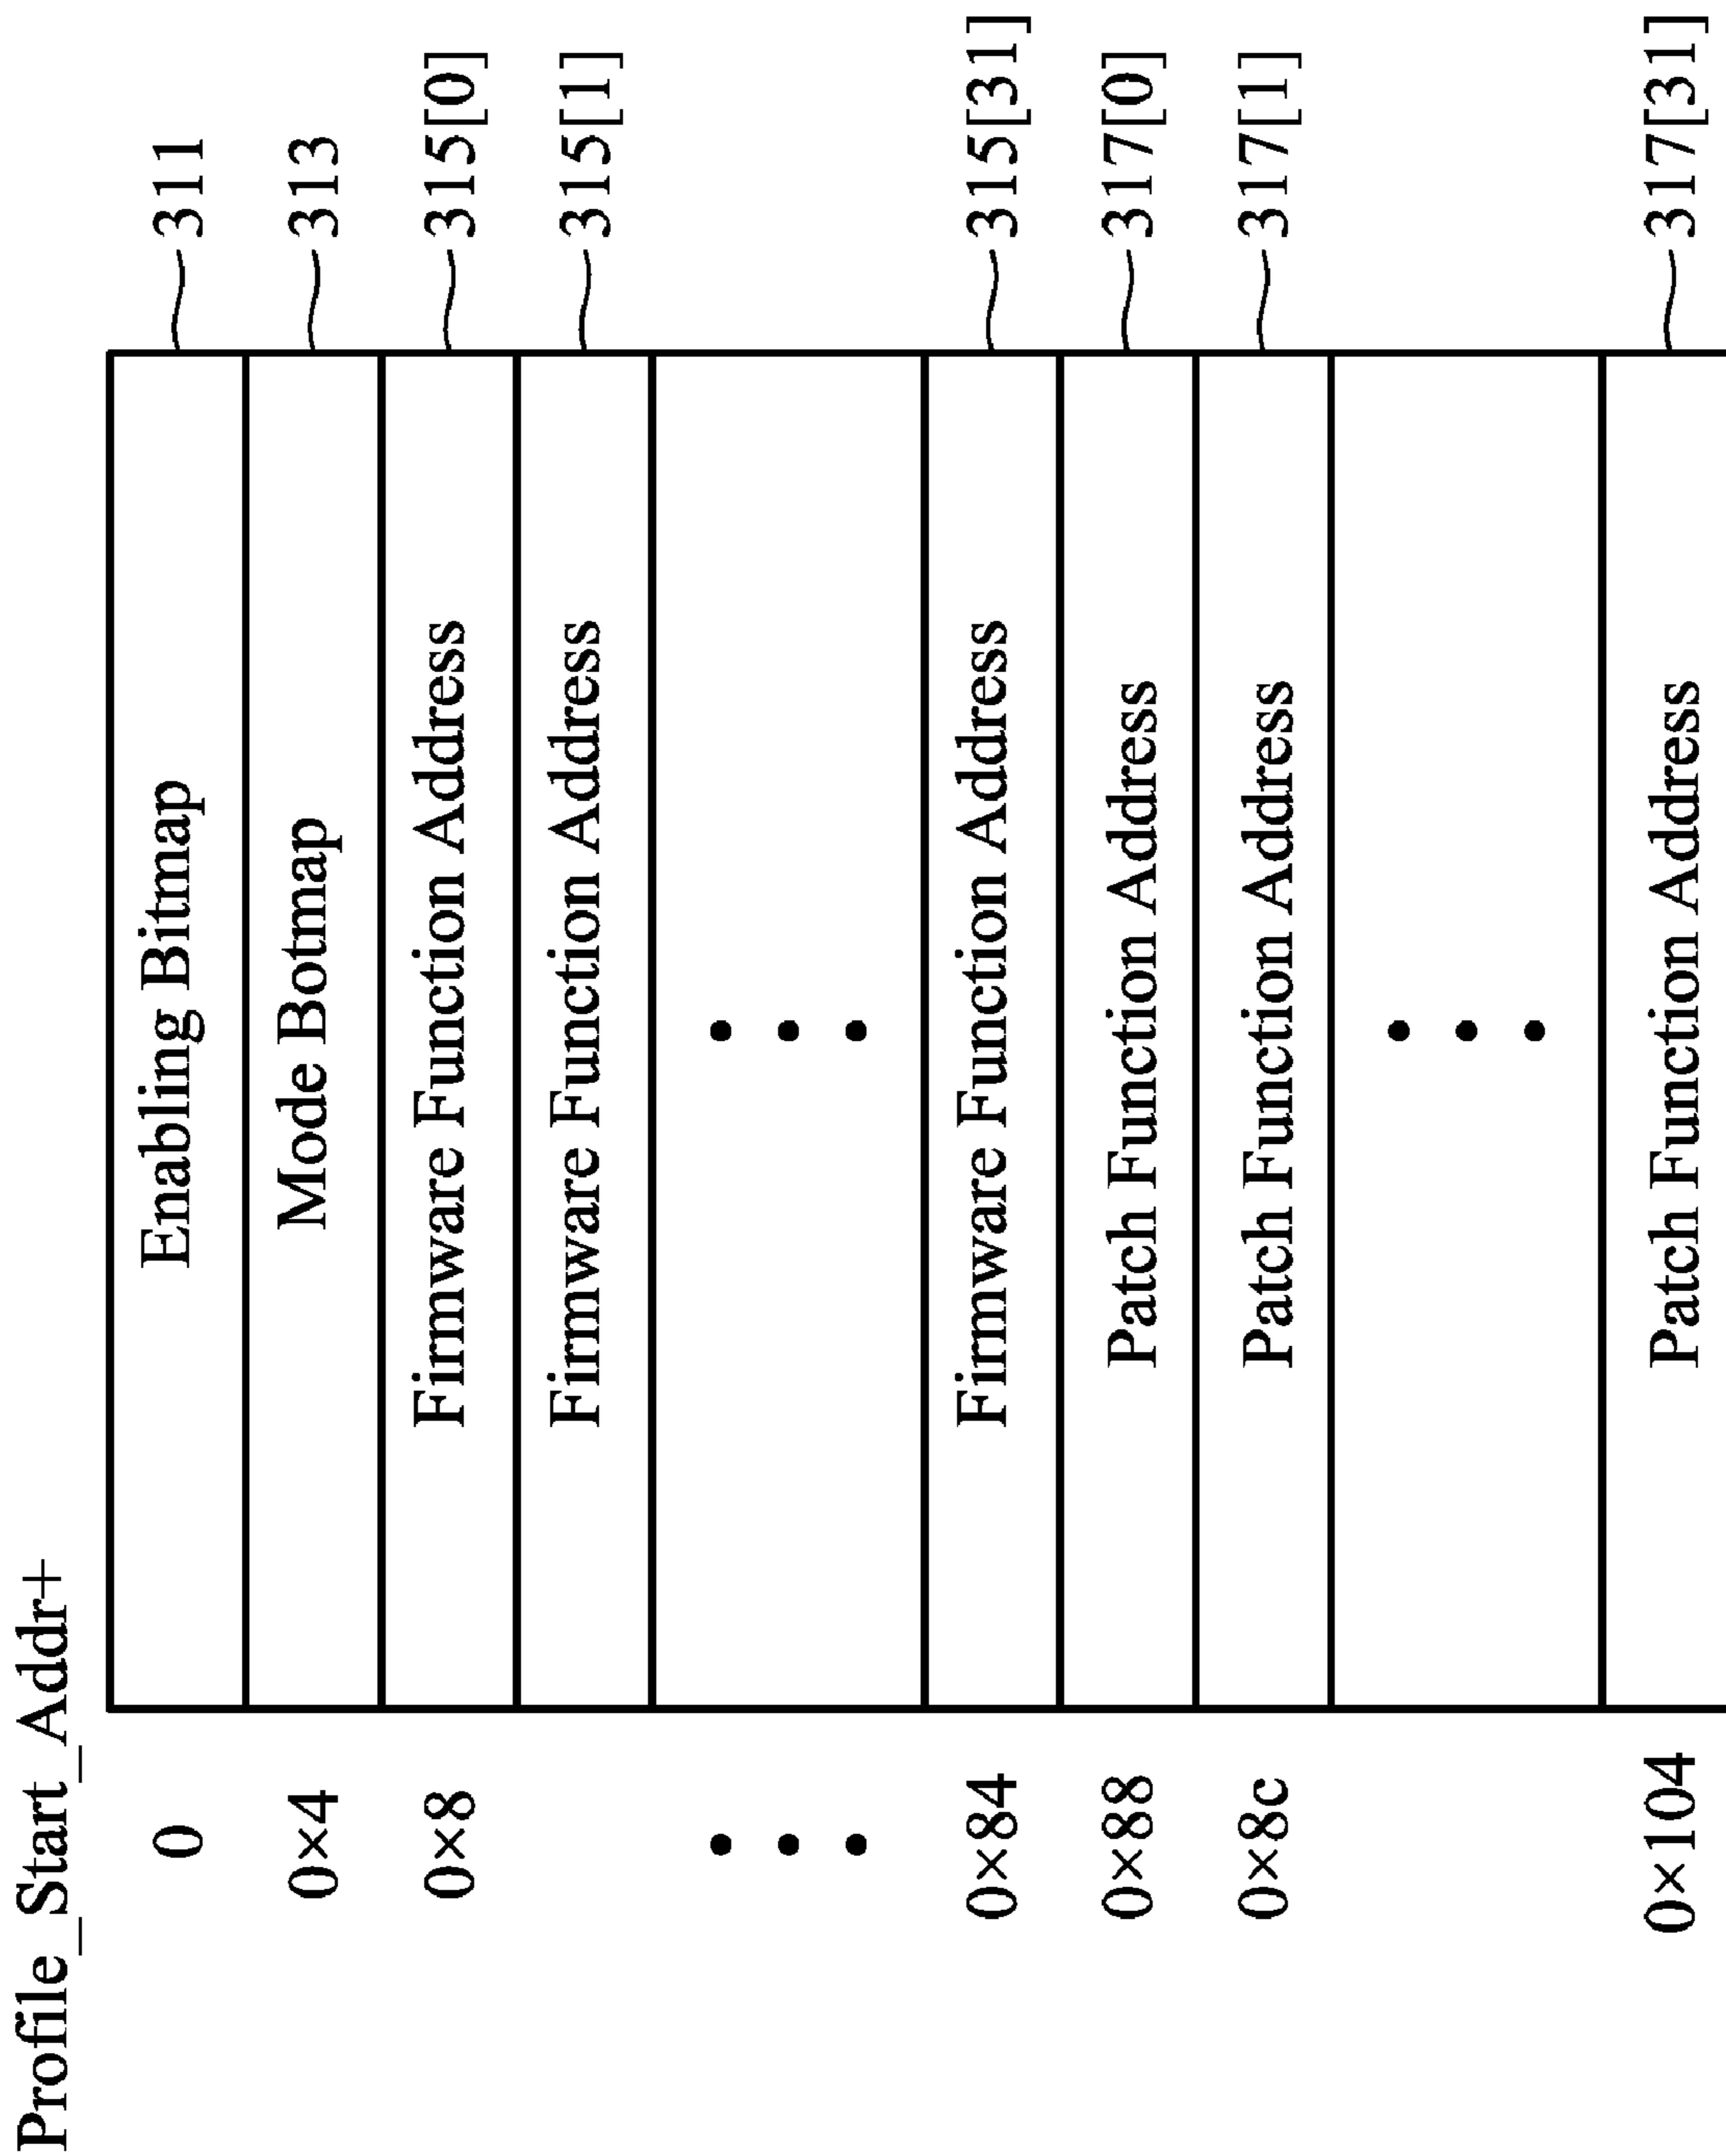 Profile_Start_Addr+
0 Enabling Bitmap 311
0×4 Mode Botmap 313
0×8 Firmware Function Address 315[0]
Firmware Function Address 315[1]
0×84 Firmware Function Address 315[31]
0×88 Patch Function Address 317[0]
0×8c Patch Function Address 317[1]
0×104 Patch Function Address 317[31]